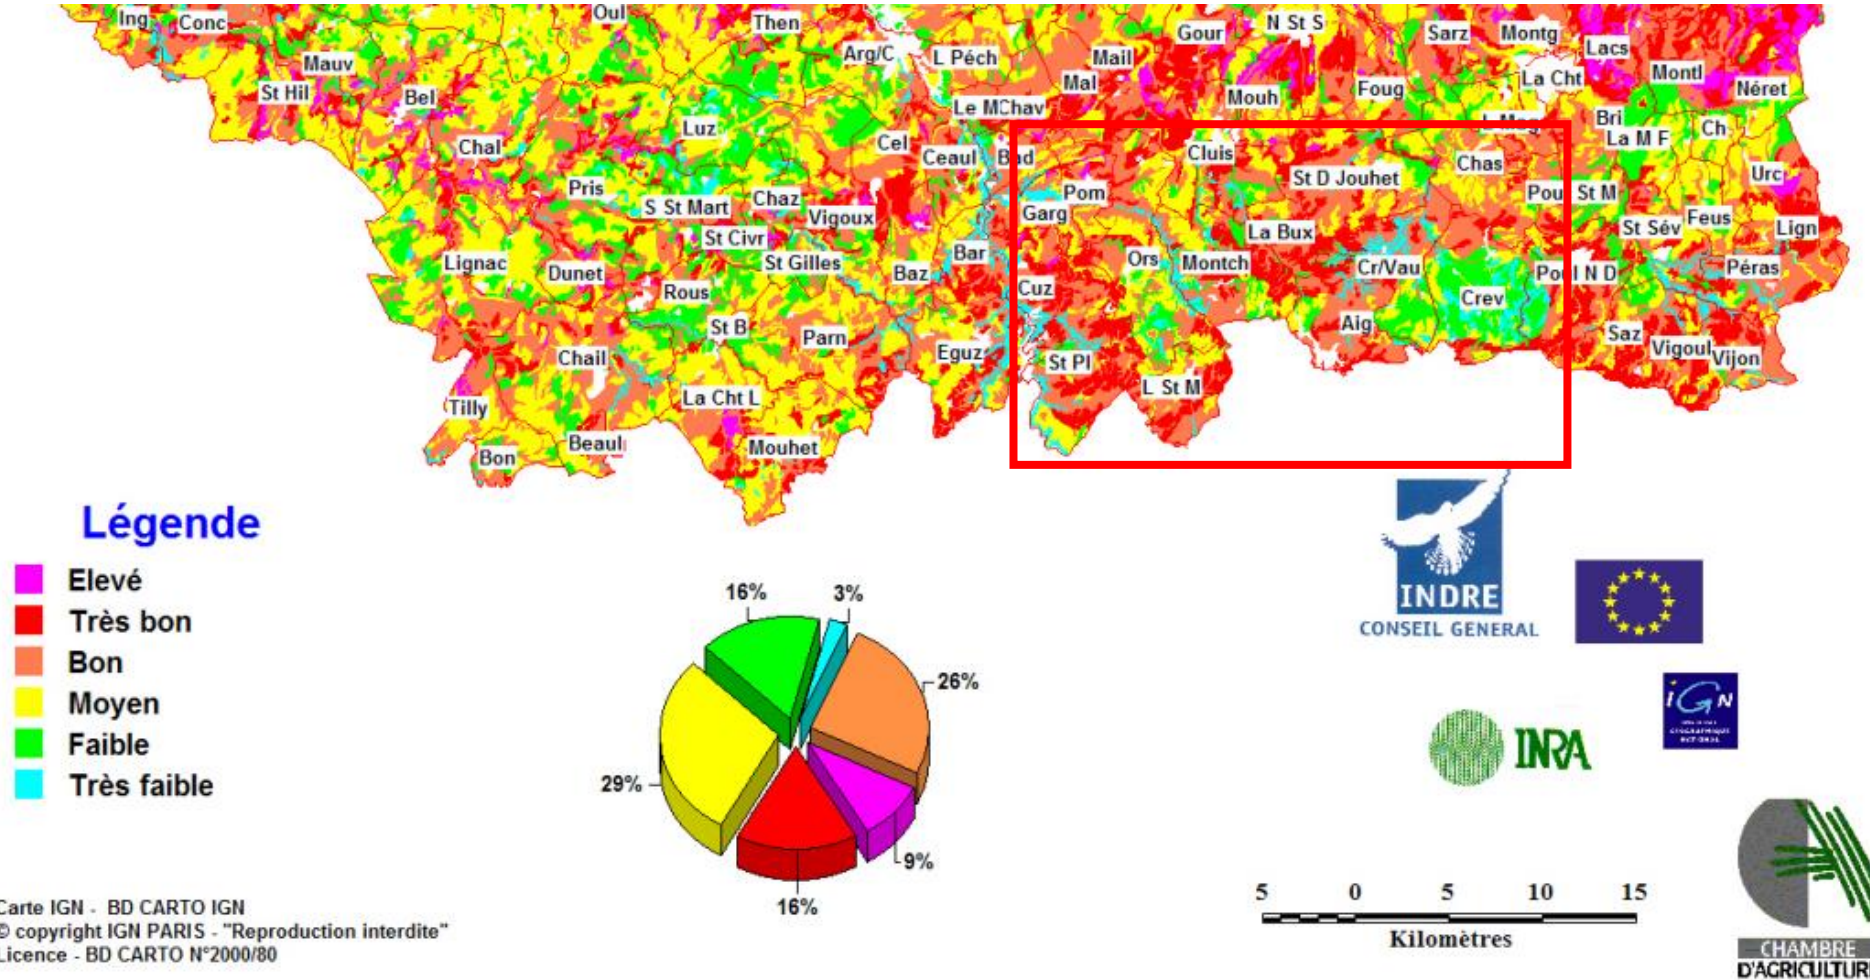 Ing
Conc
Oul
Then
Gour
N St S
Sarz
Montg
Lacs
Mauv
Arg/C
L Péch
Mail
Mal
La Cht
Montl
Néret
St Hil
Bel
Le MChav
Mouh
Foug
Bri
La M F
Ch
Luz
Chal
Cel
Ceaul
Bad
Cluis
Chas
St D Jouhet
Urc
Pris
S St Mart
Chaz
Vigoux
Pom
Garg
Pou
St M
St Sév
Feus
Lign
St Civr
La Bux
Lignac
Dunet
St Gilles
Baz
Bar
Ors
Montch
Cr/Vau
N D
Péras
Rous
Cuz
Crev
St B
Parn
Aig
Saz
Vigoul
Vijon
Chail
Eguz
St Pl
L St M
Tilly
La Cht L
Beaul
Mouhet
Bon
Légende
Elevé
Très bon
Bon
Moyen
Faible
Très faible
16%
3%
26%
29%
9%
16%
INDRE
CONSEIL GENERAL
IGN
INRA
5 0 5 10 15
Kilomètres
CHAMBRE
D'AGRICULTUR
Carte IGN - BD CARTO IGN
© copyright IGN PARIS - "Reproduction interdite"
Licence - BD CARTO N°2000/80